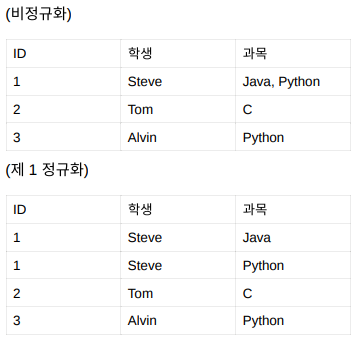 (비정규화)
ID 학생 과목
1 Steve Java, Python
2 Tom C
3 Alvin Python
(제 1 정규화)
ID 학생 과목
1 Steve Java
1 Steve Python
2 Tom C
3 Alvin Python